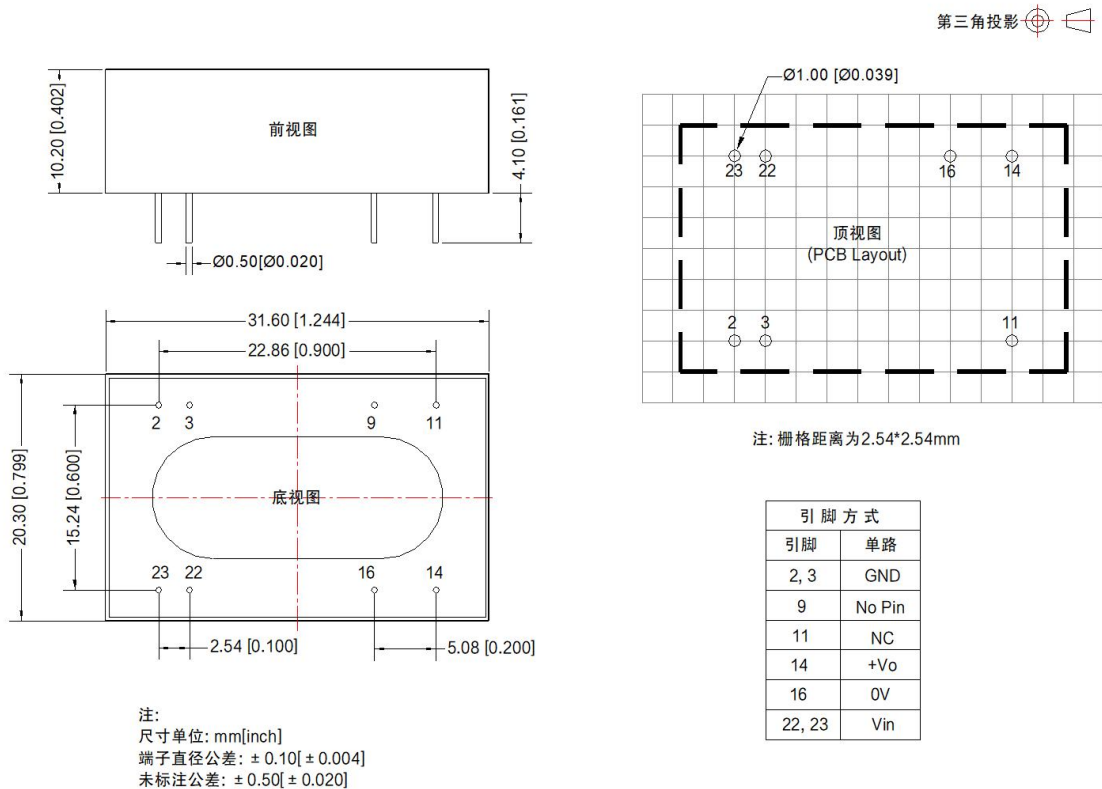 第三角投影
10.20 [0.402]
前视图
4.10 [0.161]
Ø0.50[Ø0.020]
Ø1.00 [Ø0.039]
23 22 16 14
顶视图
(PCB Layout)
2 3 11
注: 栅格距离为2.54*2.54mm
31.60 [1.244]
22.86 [0.900]
20.30 [0.799]
15.24 [0.600]
2 3 9 11
底视图
23 22 16 14
2.54 [0.100]
5.08 [0.200]
引脚方式
引脚 单路
2, 3 GND
9 No Pin
11 NC
14 +Vo
16 0V
22, 23 Vin
注:
尺寸单位: mm[inch]
端子直径公差: ± 0.10[ ± 0.004]
未标注公差: ± 0.50[ ± 0.020]